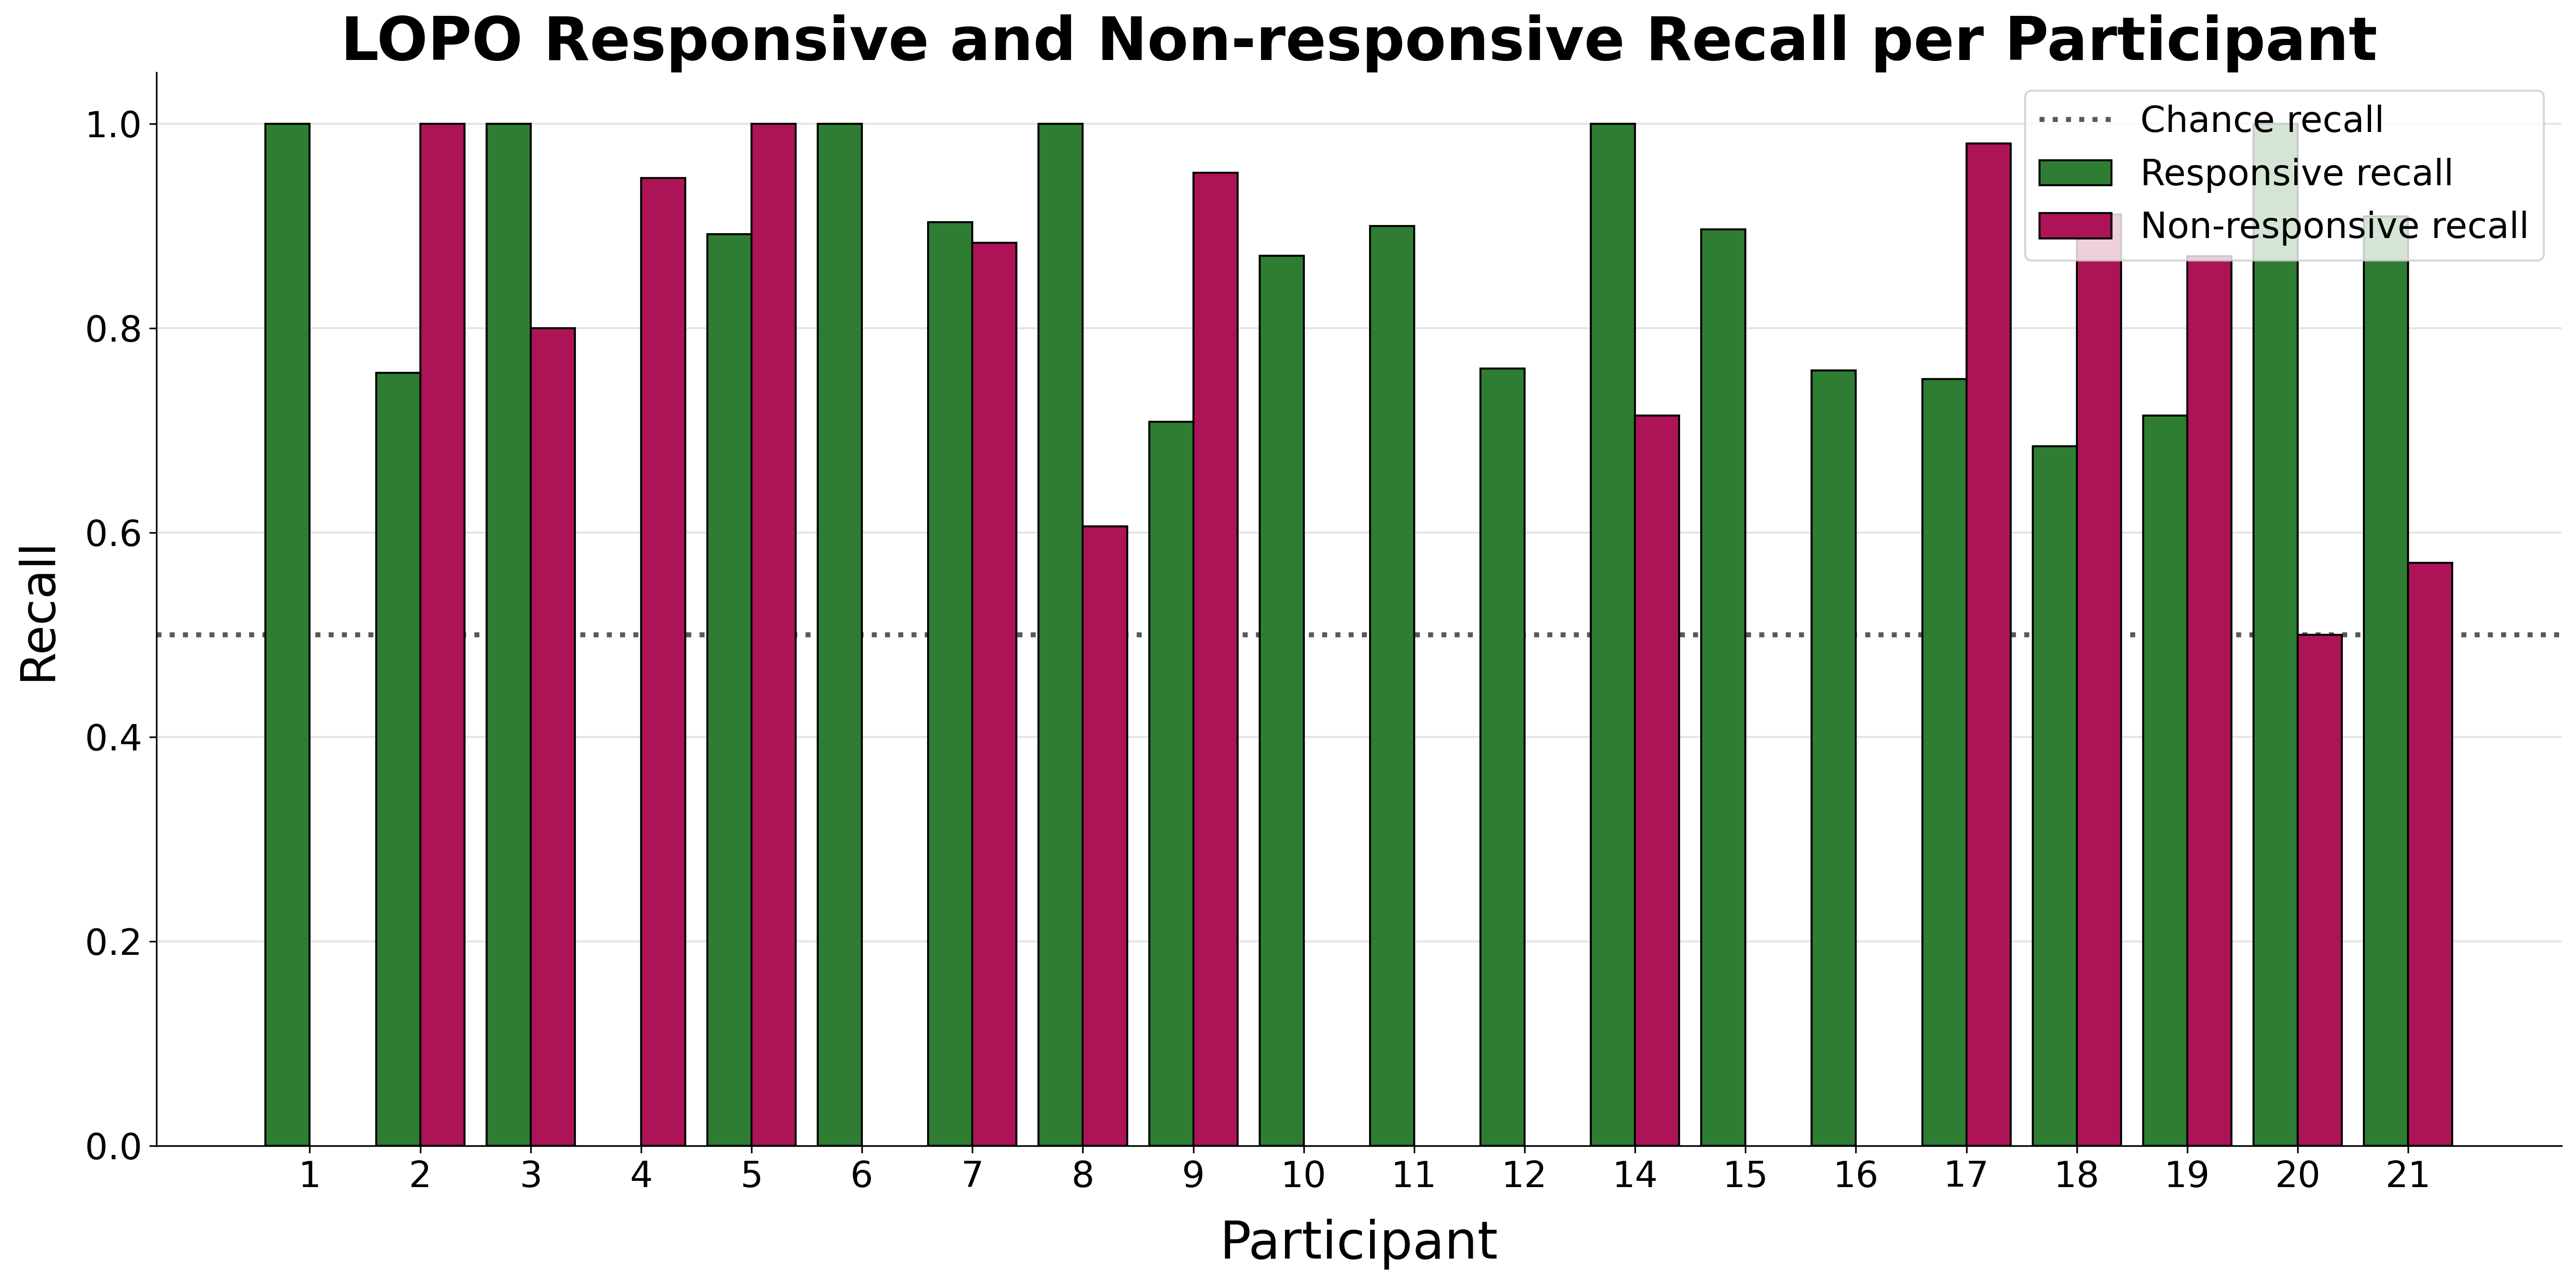 LOPO Responsive and Non-responsive Recall per Participant
Chance recall
Responsive recall
Non-responsive recall
Recall
1.0
0.8
0.6
0.4
0.2
0.0
1 2 3 4 5 6 7 8 9 10 11 12 14 15 16 17 18 19 20 21
Participant